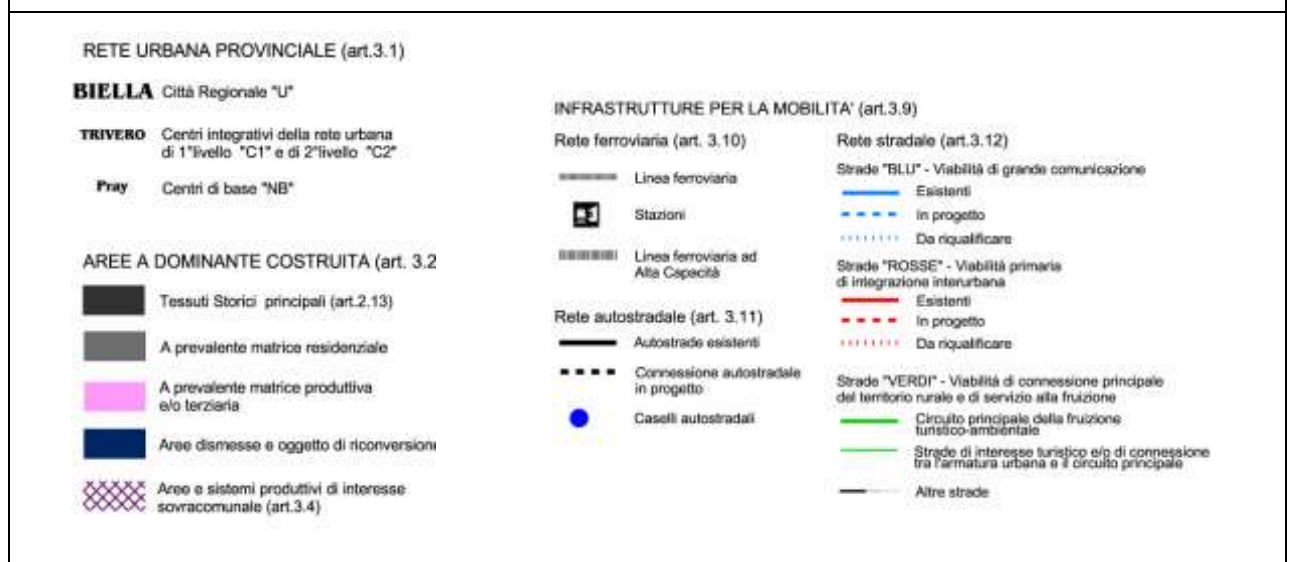 RETE URBANA PROVINCIALE (art.3.1)
BIELLA Città Regionale "U"
TRIVERO Centri integrativi della rete urbana
di 1°livello "C1" e di 2°livello "C2"
Pray Centri di base "NB"
AREE A DOMINANTE COSTRUITA (art. 3.2
Tessuti Storici principali (art.2.13)
A prevalente matrice residenziale
A prevalente matrice produttiva
e/o terziaria
Aree dismesse e oggetto di riconversione
Aree e sistemi produttivi di interesse
sovracomunale (art.3.4)
INFRASTRUTTURE PER LA MOBILITA' (art.3.9)
Rete ferroviaria (art. 3.10)
Linea ferroviaria
Stazioni
Linea ferroviaria ad
Alta Capacità
Rete autostradale (art. 3.11)
Autostrade esistenti
Connessione autostradale
in progetto
Caselli autostradali
Rete stradale (art.3.12)
Strade "BLU" - Viabilità di grande comunicazione
Esistenti
In progetto
Da riqualificare
Strade "ROSSE" - Viabilità primaria
di integrazione interurbana
Esistenti
In progetto
Da riqualificare
Strade "VERDI" - Viabilità di connessione principale
del territorio rurale e di servizio alla fruizione
Circuito principale della fruizione
turistico-ambientale
Strade di interesse turistico e/o di connessione
tra l'armatura urbana e il circuito principale
Altre strade